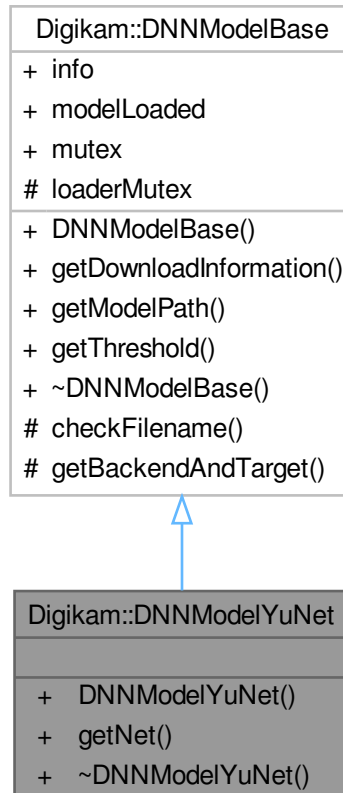 Digikam::DNNModelBase
+ info
+ modelLoaded
+ mutex
# loaderMutex
+ DNNModelBase()
+ getDownloadInformation()
+ getModelPath()
+ getThreshold()
+ ~DNNModelBase()
# checkFilename()
# getBackendAndTarget()
Digikam::DNNModelYuNet
+ DNNModelYuNet()
+ getNet()
+ ~DNNModelYuNet()